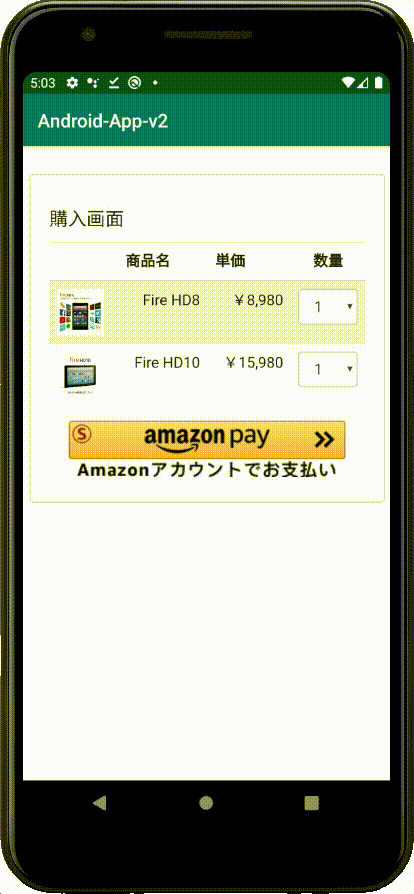 5:03
Android-App-v2
購入画面
商品名 単価 数量
Fire HD8 ￥8,980 1
Fire HD10 ￥15,980 1
S amazon pay
Amazonアカウントでお支払い